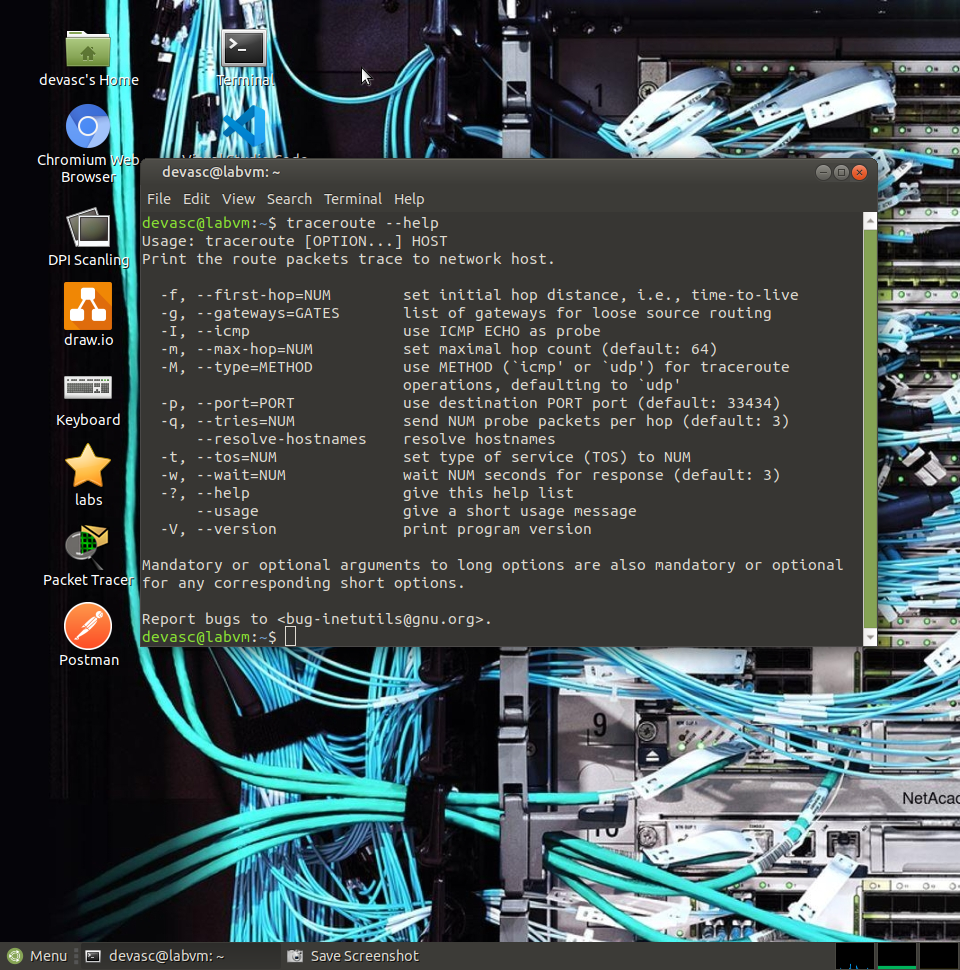 devasc's Home
Terminal
Chromium Web
Browser
devasc@labvm: ~
File Edit View Search Terminal Help
devasc@labvm:~$ traceroute --help
Usage: traceroute [OPTION...] HOST
Print the route packets trace to network host.
-f, --first-hop=NUM set initial hop distance, i.e., time-to-live
-g, --gateways=GATES list of gateways for loose source routing
-I, --icmp use ICMP ECHO as probe
-m, --max-hop=NUM set maximal hop count (default: 64)
-M, --type=METHOD use METHOD (`icmp' or `udp') for traceroute
operations, defaulting to `udp'
-p, --port=PORT use destination PORT port (default: 33434)
-q, --tries=NUM send NUM probe packets per hop (default: 3)
--resolve-hostnames resolve hostnames
-t, --tos=NUM set type of service (TOS) to NUM
-w, --wait=NUM wait NUM seconds for response (default: 3)
-?, --help give this help list
--usage give a short usage message
-V, --version print program version
Mandatory or optional arguments to long options are also mandatory or optional
for any corresponding short options.
Report bugs to <bug-inetutils@gnu.org>.
devasc@labvm:~$
DPI Scanling
draw.io
Keyboard
labs
Packet Tracer
Postman
1
9
10
NetAcad
Menu
devasc@labvm: ~
Save Screenshot